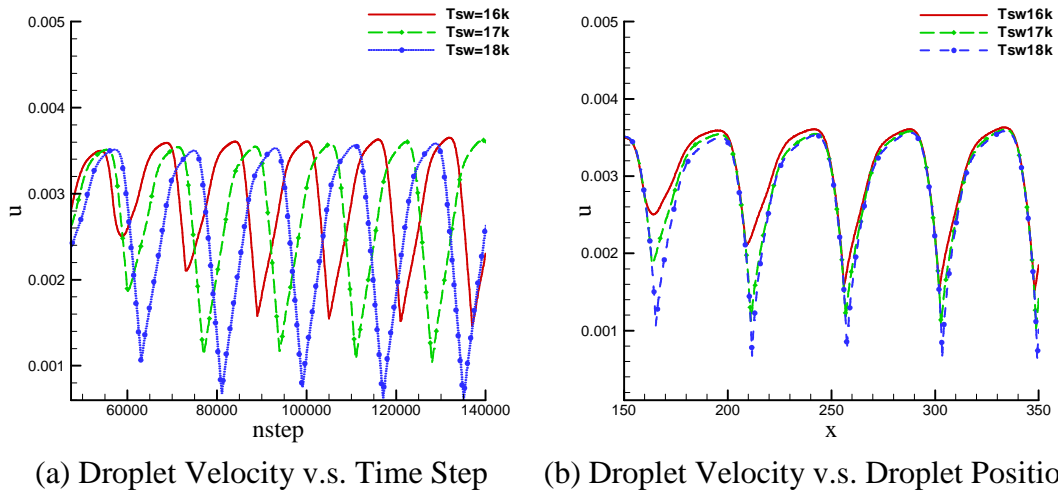 Tsw=16k
Tsw=17k
Tsw=18k
0.005
0.004
0.003
0.002
0.001
u
60000 80000 100000 120000 140000
nstep
(a) Droplet Velocity v.s. Time Step
Tsw16k
Tsw17k
Tsw18k
0.005
0.004
0.003
0.002
0.001
u
150 200 250 300 350
x
(b) Droplet Velocity v.s. Droplet Positio